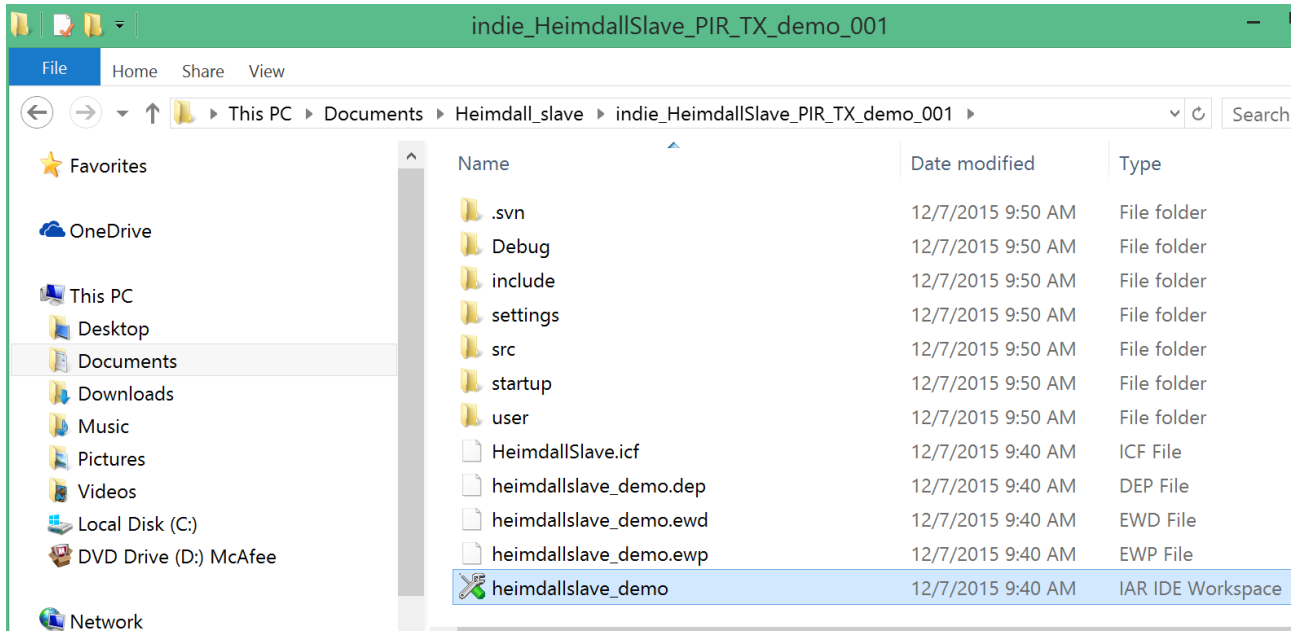 indie_HeimdallSlave_PIR_TX_demo_001
File Home Share View
This PC Documents Heimdall_slave indie_HeimdallSlave_PIR_TX_demo_001 Search
Name Date modified Type
Favorites
OneDrive
This PC
Desktop
Documents
Downloads
Music
Pictures
Videos
Local Disk (C:)
DVD Drive (D:) McAfee
Network
.svn 12/7/2015 9:50 AM File folder
Debug 12/7/2015 9:50 AM File folder
include 12/7/2015 9:50 AM File folder
settings 12/7/2015 9:50 AM File folder
src 12/7/2015 9:50 AM File folder
startup 12/7/2015 9:50 AM File folder
user 12/7/2015 9:50 AM File folder
HeimdallSlave.icf 12/7/2015 9:40 AM ICF File
heimdallslave_demo.dep 12/7/2015 9:40 AM DEP File
heimdallslave_demo.ewd 12/7/2015 9:40 AM EWD File
heimdallslave_demo.ewp 12/7/2015 9:40 AM EWP File
heimdallslave_demo 12/7/2015 9:40 AM IAR IDE Workspace